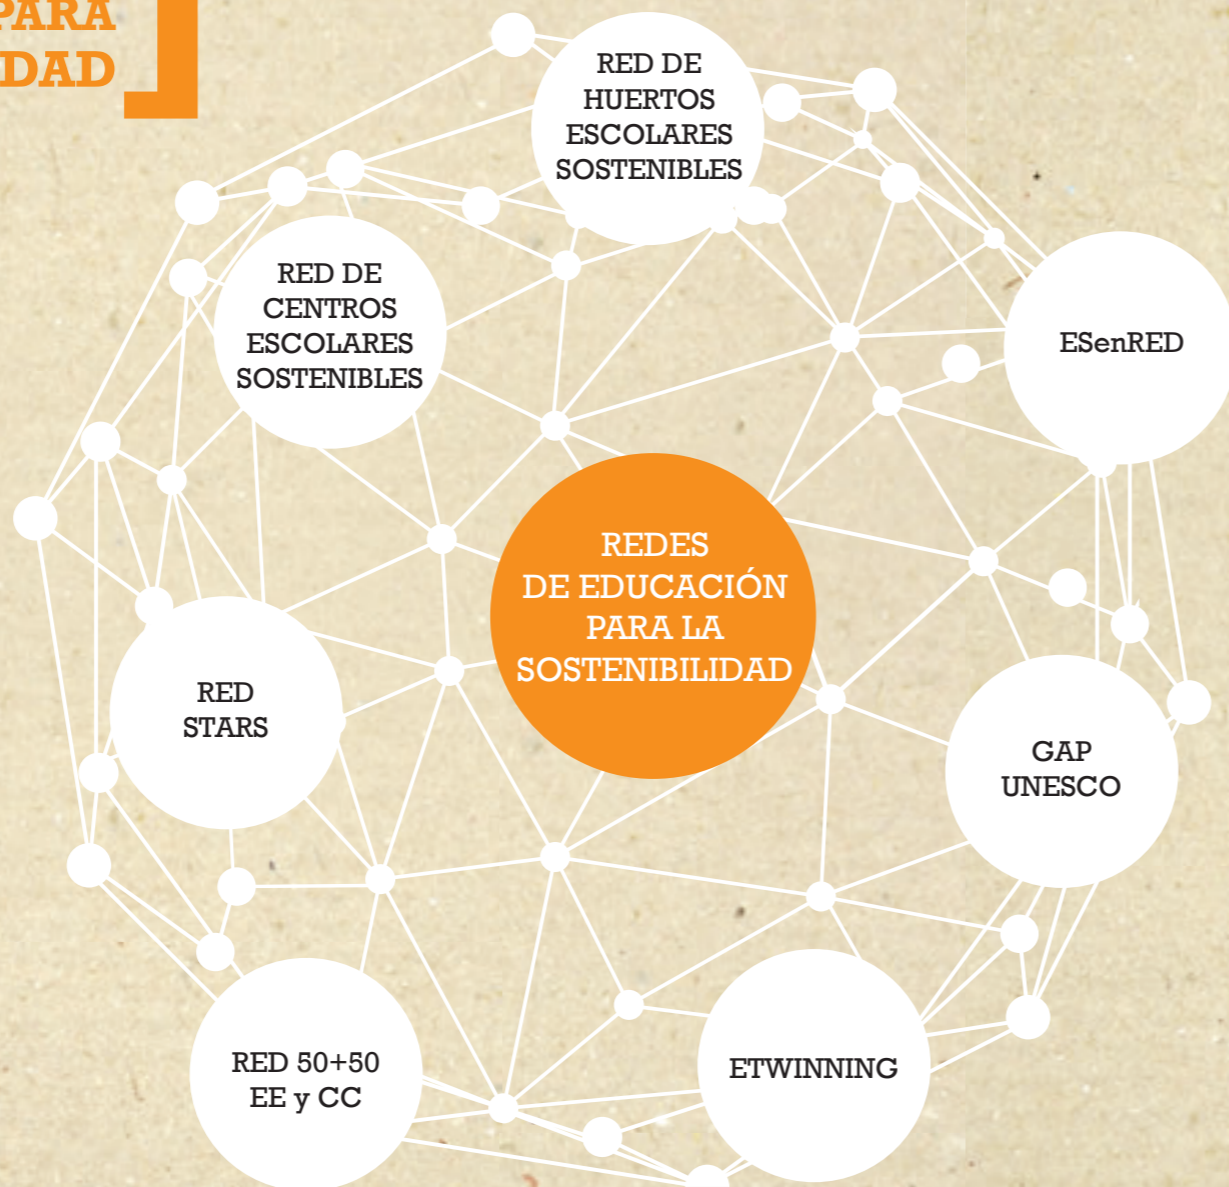 PARA
DAD
RED DE
HUERTOS
ESCOLARES
SOSTENIBLES
RED DE
CENTROS
ESCOLARES
SOSTENIBLES
ESenRED
REDES
DE EDUCACIÓN
PARA LA
SOSTENIBILIDAD
RED
STARS
GAP
UNESCO
RED 50+50
EE y CC
ETWINNING